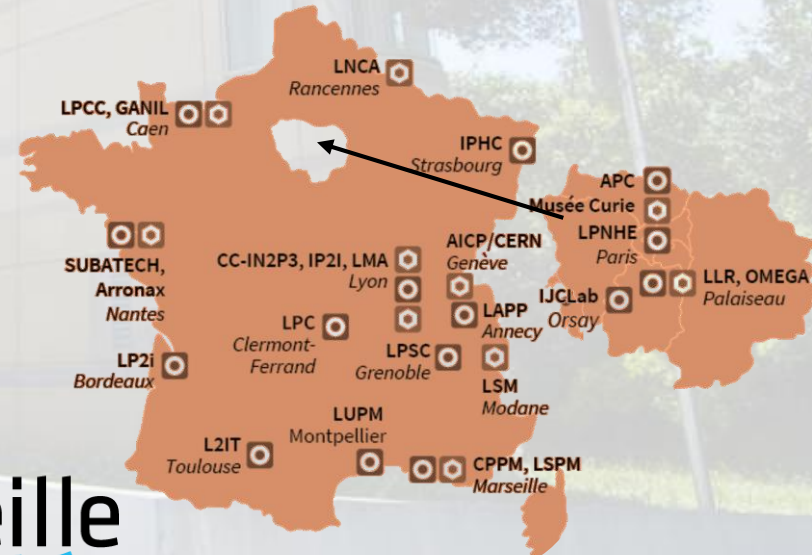 LNCA
Rancennes
LPCC, GANIL
Caen
IPHC
Strasbourg
APC
Musée Curie
LPNHE
Paris
LLR, OMEGA
Palaiseau
IJCLab
Orsay
SUBATECH,
Arronax
Nantes
CC-IN2P3, IP2I, LMA
Lyon
AICP/CERN
Genève
LAPP
Annecy
LPC
Clermont-
Ferrand
LPSC
Grenoble
LSM
Modane
LP2i
Bordeaux
LUPM
Montpellier
L2IT
Toulouse
CPPM, LSPM
Marseille
eille